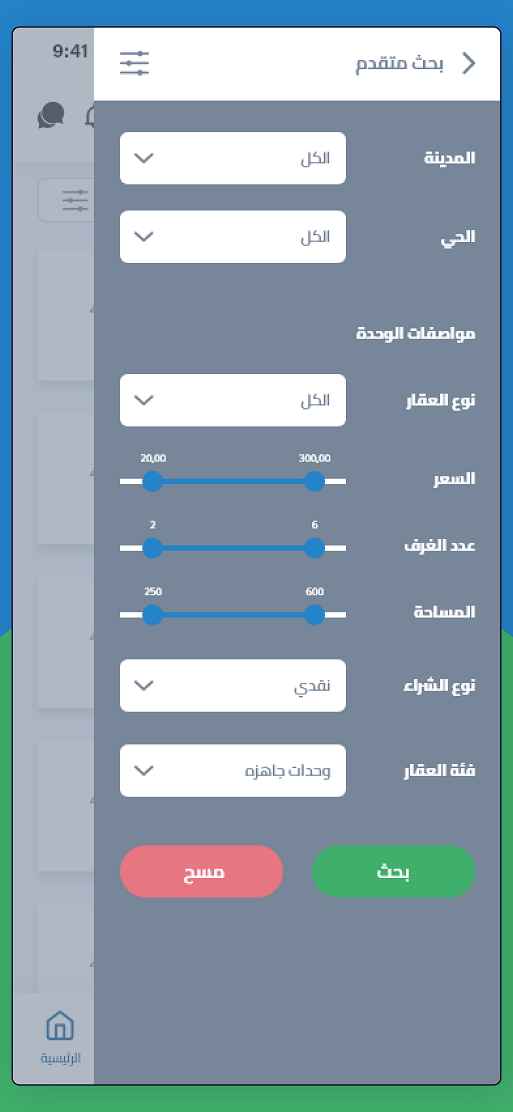 9:41
بحث متقدم
المدينة
الكل
الحي
الكل
مواصفات الوحدة
نوع العقار
الكل
السعر
300,00
20,00
عدد الغرف
6
2
المساحة
600
250
نوع الشراء
نقدي
فئة العقار
وحدات جاهزه
بحث
مسح
الرئيسية